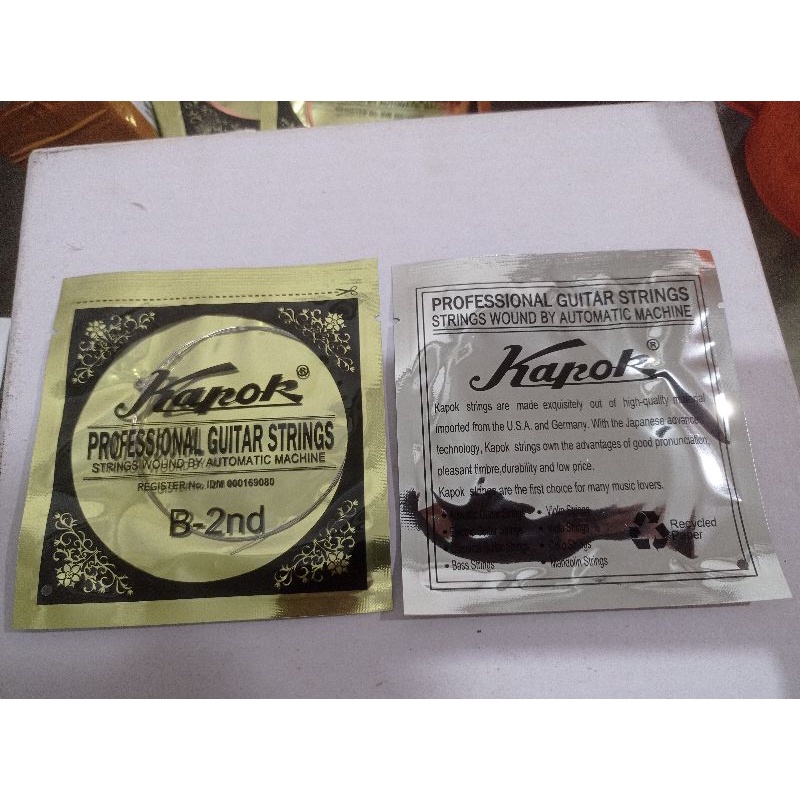 Kapok®
PROFESSIONAL GUITAR STRINGS
STRINGS WOUND BY AUTOMATIC MACHINE
REGISTER No. IDM 000169080
B-2nd
PROFESSIONAL GUITAR STRINGS
STRINGS WOUND BY AUTOMATIC MACHINE
Kapok®
Kapok strings are made exquisitely out of high-quality material
imported from the U.S.A. and Germany. With the Japanese advance
technology, Kapok strings own the advantages of good pronunciation,
pleasant timbre,durability and low price.
Kapok strings are the first choice for many music lovers.
• Violin Strings
Strings
Strings
• Bass Strings
• Mandolin Strings
Recycled
Paper